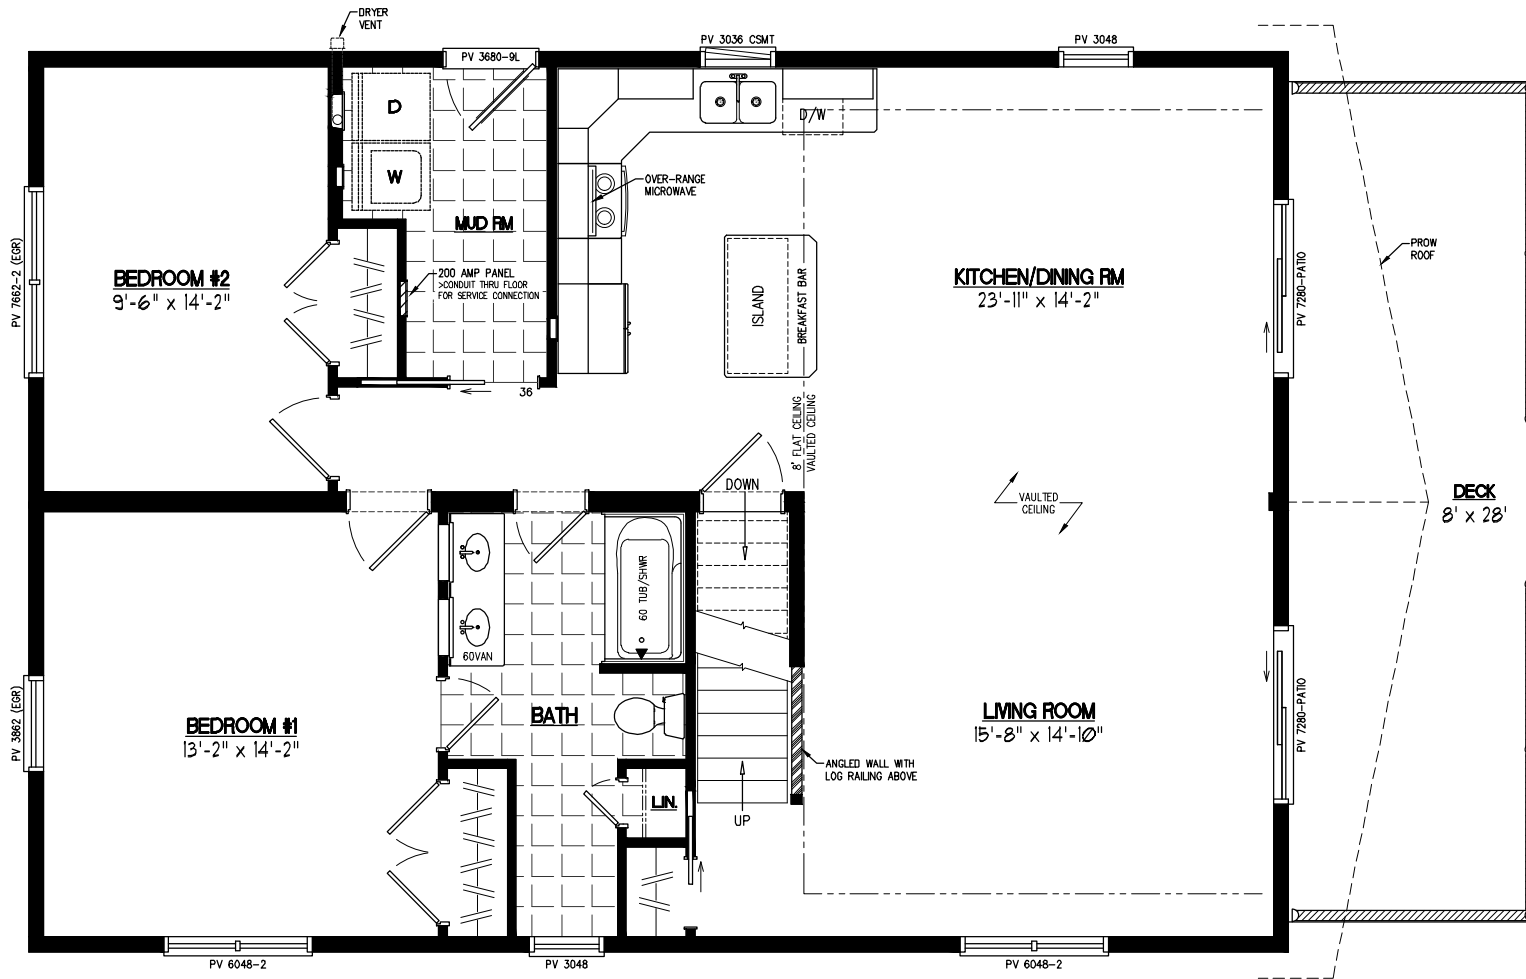 DRYER
VENT
PV 3680-9L
PV 3036 CSMT
PV 3048
D
W
D/W
OVER-RANGE
MICROWAVE
MUD RM
200 AMP PANEL
>CONDUIT THRU FLOOR
FOR SERVICE CONNECTION
BEDROOM #2
9'-6" x 14'-2"
PV 7662-2 (EGR)
ISLAND
BREAKFAST BAR
KITCHEN/DINING RM
23'-11" x 14'-2"
PV 7280-PATIO
PROW
ROOF
36
8' FLAT CEILING
VAULTED CEILING
DOWN
VAULTED
CEILING
DECK
8' x 28'
60 TUB/SHWR
60VAN
BATH
BEDROOM #1
13'-2" x 14'-2"
PV 3862 (EGR)
LIVING ROOM
15'-8" x 14'-10"
PV 7280-PATIO
ANGLED WALL WITH
LOG RAILING ABOVE
LIN.
UP
PV 6048-2
PV 3048
PV 6048-2